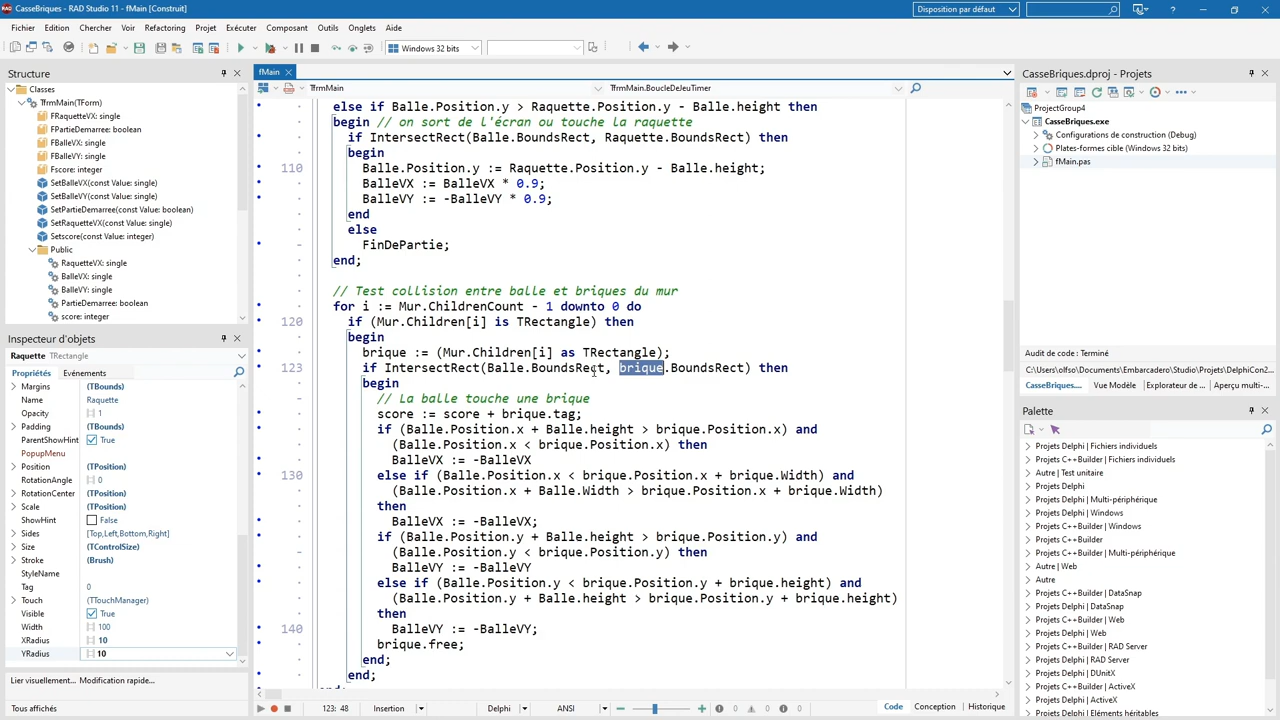 CasseBriques - RAD Studio 11 - fMain [Construit]
Disposition par défaut
Fichier Edition Chercher Voir Refactoring Projet Exécuter Composant Outils Onglets Aide
Windows 32 bits
Structure
Classes
TfrmMain(TForm)
FRaquetteVX: single
FPartieDemarree: boolean
FBalleVX: single
FBalleVY: single
Fscore: integer
SetBalleVX(const Value: single)
SetBalleVY(const Value: single)
SetPartieDemarree(const Value: boolean)
SetRaquetteVX(const Value: single)
Setscore(const Value: integer)
Public
RaquetteVX: single
BalleVX: single
BalleVY: single
PartieDemarree: boolean
score: integer
Inspecteur d'objets
Raquette TRectangle
Propriétés Evénements
Margins (TBounds)
Name Raquette
Opacity 1
Padding (TBounds)
ParentShowHint True
PopupMenu
Position (TPosition)
RotationAngle 0
RotationCenter (TPosition)
Scale (TPosition)
ShowHint False
Sides [Top,Left,Bottom,Right]
Size (TControlSize)
Stroke (Brush)
StyleName
Tag 0
Touch (TTouchManager)
Visible True
Width 100
XRadius 10
YRadius 10
Lier visuellement... Modification rapide...
Tous affichés
fMain
TfrmMain TfrmMain.BoucleDeJeuTimer
else if Balle.Position.y > Raquette.Position.y - Balle.height then
begin // on sort de l'écran ou touche la raquette
if IntersectRect(Balle.BoundsRect, Raquette.BoundsRect) then
begin
110 Balle.Position.y := Raquette.Position.y - Balle.height;
BalleVX := BalleVX * 0.9;
BalleVY := -BalleVY * 0.9;
end
else
FinDePartie;
end;
// Test collision entre balle et briques du mur
for i := Mur.ChildrenCount - 1 downto 0 do
120 if (Mur.Children[i] is TRectangle) then
begin
brique := (Mur.Children[i] as TRectangle);
123 if IntersectRect(Balle.BoundsRect, brique.BoundsRect) then
begin
// La balle touche une brique
score := score + brique.tag;
if (Balle.Position.x + Balle.height > brique.Position.x) and
(Balle.Position.x < brique.Position.x) then
BalleVX := -BalleVX
130 else if (Balle.Position.x < brique.Position.x + brique.Width) and
(Balle.Position.x + Balle.Width > brique.Position.x + brique.Width)
then
BalleVX := -BalleVX;
if (Balle.Position.y + Balle.height > brique.Position.y) and
(Balle.Position.y < brique.Position.y) then
BalleVY := -BalleVY
else if (Balle.Position.y < brique.Position.y + brique.height) and
(Balle.Position.y + Balle.height > brique.Position.y + brique.height)
then
140 BalleVY := -BalleVY;
brique.free;
end;
end;
123: 48 Insertion Delphi ANSI 0 0 0 Code Conception Historique
CasseBriques.dproj - Projets
ProjectGroup4
CasseBriques.exe
Configurations de construction (Debug)
Plates-formes cible (Windows 32 bits)
fMain.pas
Audit de code : Terminé
C:\users\olfso\Documents\Embarcadero\Studio\Projets\DelphiCon2...
CasseBriques.... Vue Modèle Explorateur de ... Aperçu multi-...
Palette
Projets Delphi | Fichiers individuels
Projets C++Builder | Fichiers individuels
Autre | Test unitaire
Projets Delphi
Projets Delphi | Multi-périphérique
Projets Delphi | Windows
Projets C++Builder | Windows
Projets C++Builder
Projets C++Builder | Multi-périphérique
Autre | Web
Autre
Projets C++Builder | DataSnap
Projets Delphi | DataSnap
Projets C++Builder | Web
Projets Delphi | Web
Projets C++Builder | RAD Server
Projets Delphi | RAD Server
Projets Delphi | DUnitX
Projets C++Builder | ActiveX
Projets Delphi | ActiveX
Projets Delphi | Eléments hérités